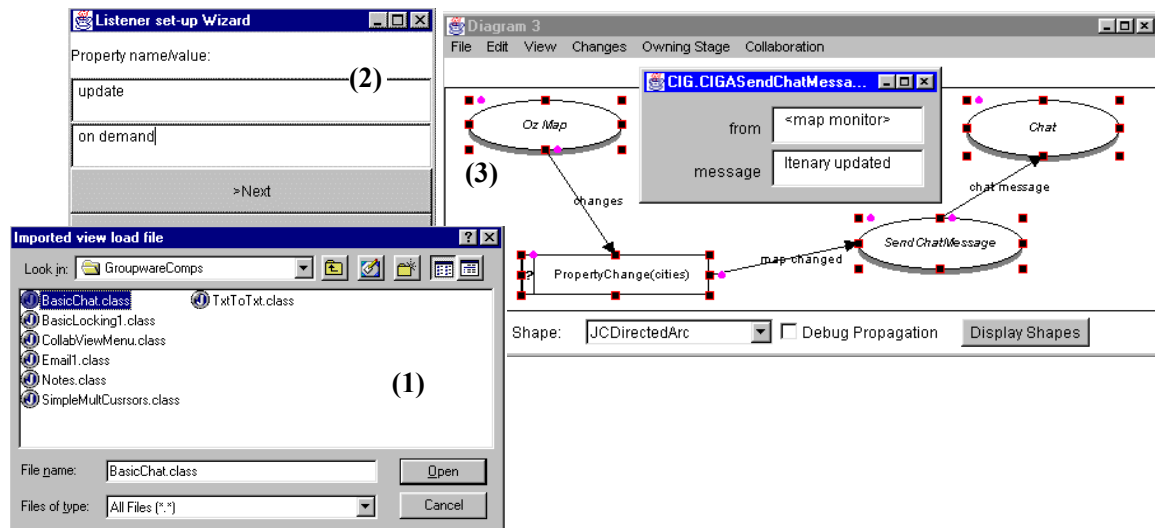 Listener set-up Wizard
Property name/value:
(2)
update
on demand
>Next
Diagram 3
File Edit View Changes Owning Stage Collaboration
CIG.CIGASendChatMessa...
from <map monitor>
message Itenary updated
Oz Map
(3)
changes
Chat
chat message
SendChatMessage
map changed
? PropertyChange(cities)
Shape: JCDirectedArc Debug Propagation Display Shapes
Imported view load file
Look in: GroupwareComps
BasicChat.class TxtToTxt.class
BasicLocking1.class
CollabViewMenu.class
Email1.class
Notes.class
SimpleMultCusrsors.class
(1)
File name: BasicChat.class Open
Files of type: All Files (*.*) Cancel